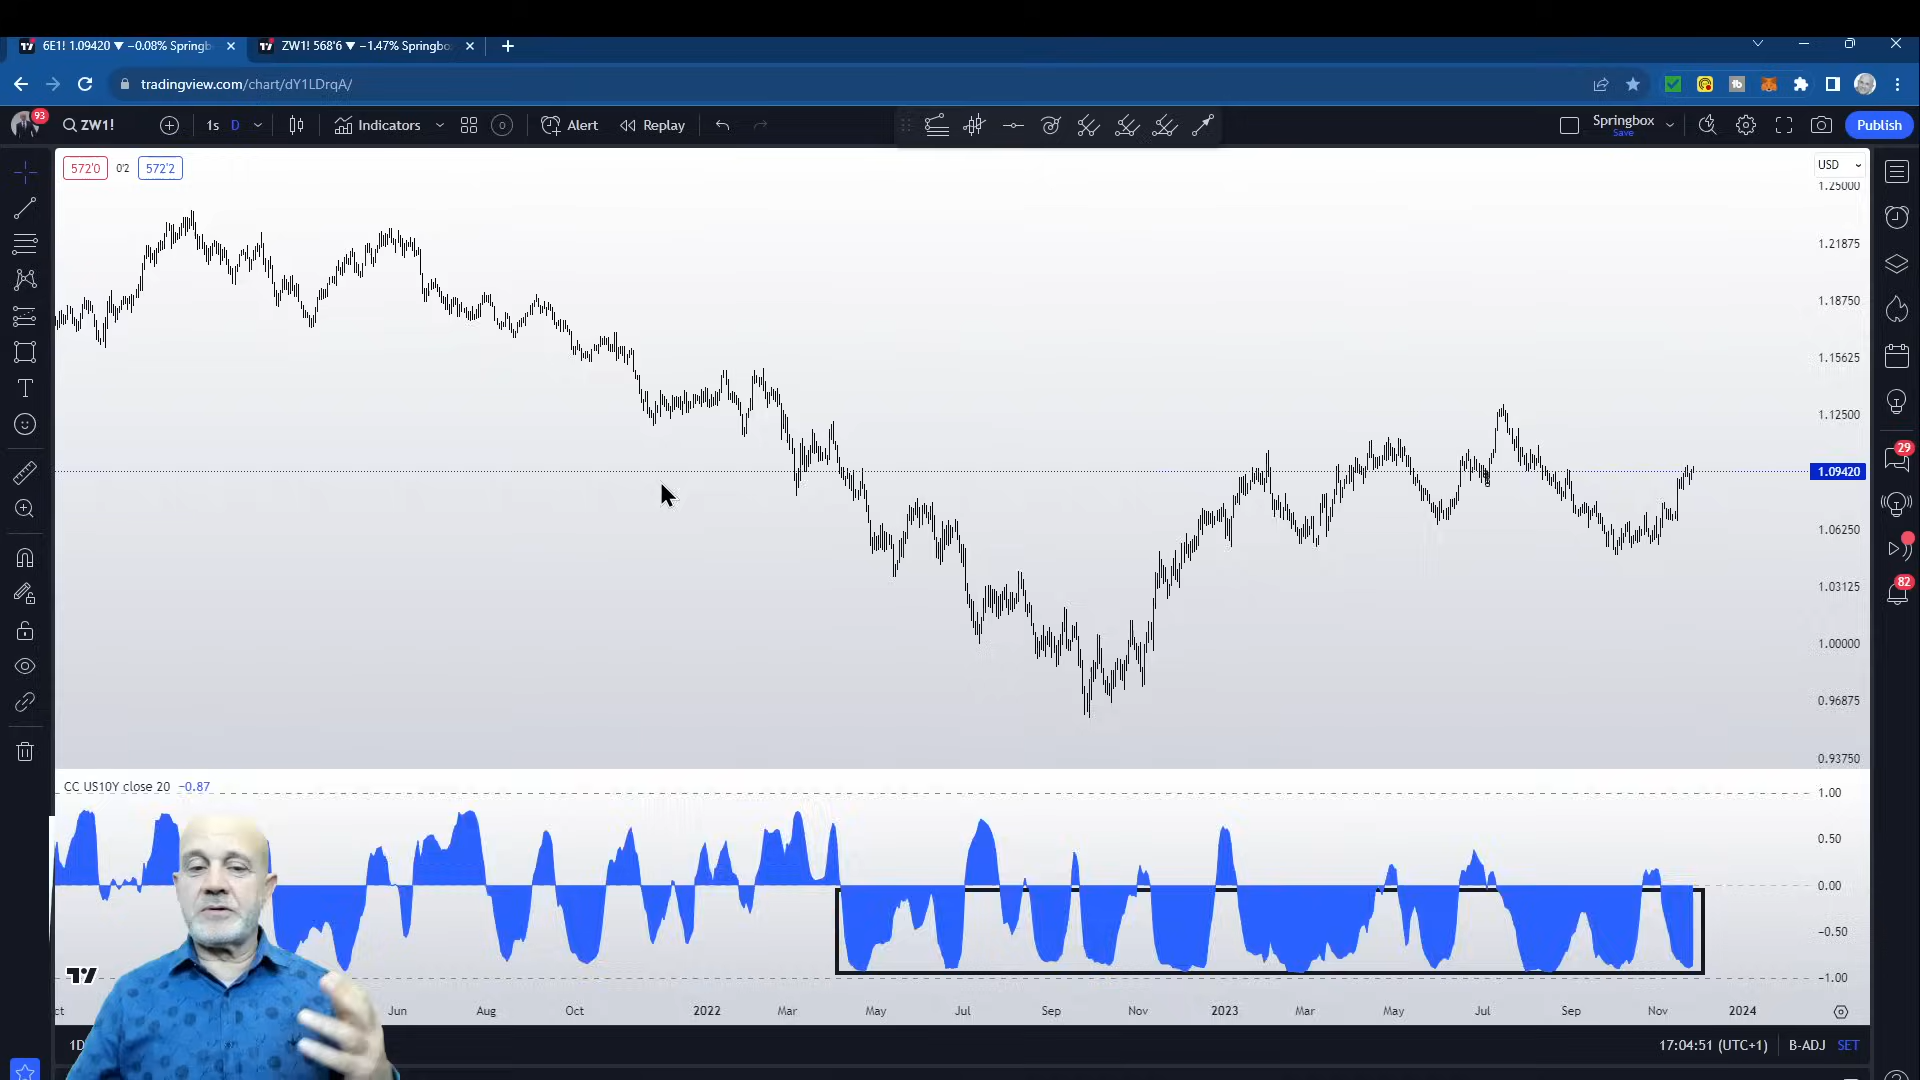 6E1! 1.09420 ▼ −0.08% Springb
ZW1! 568'6 ▼ −1.47% Springbo
tradingview.com/chart/dY1LDrqA/
93
ZW1!
1s
D
Indicators
Alert
Replay
Springbox
Save
Publish
572'0
0'2
572'2
USD
1.25000
1.21875
1.18750
1.15625
1.12500
1.09420
1.06250
1.03125
1.00000
0.96875
0.93750
29
82
CC US10Y close 20 −0.87
1.00
0.50
0.00
−0.50
−1.00
Jun
Aug
Oct
2022
Mar
May
Jul
Sep
Nov
2023
Mar
May
Jul
Sep
Nov
2024
17:04:51 (UTC+1)
B-ADJ
SET